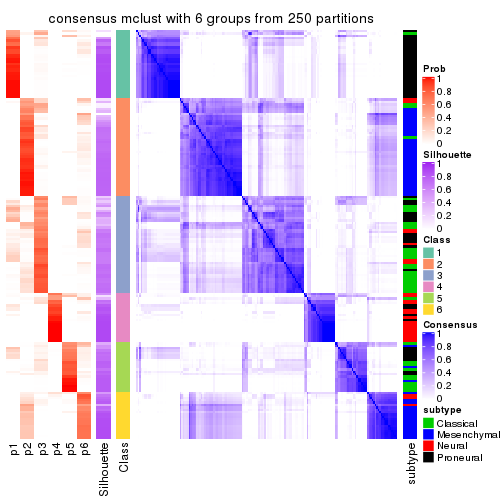 consensus mclust with 6 groups from 250 partitions
Prob
1
0.8
0.6
0.4
0.2
0
Silhouette
1
0.8
0.6
0.4
0.2
0
Class
1
2
3
4
5
6
Consensus
1
0.8
0.6
0.4
0.2
0
subtype
Classical
Mesenchymal
Neural
Proneural
p1
p2
p3
p4
p5
p6
Silhouette
Class
subtype